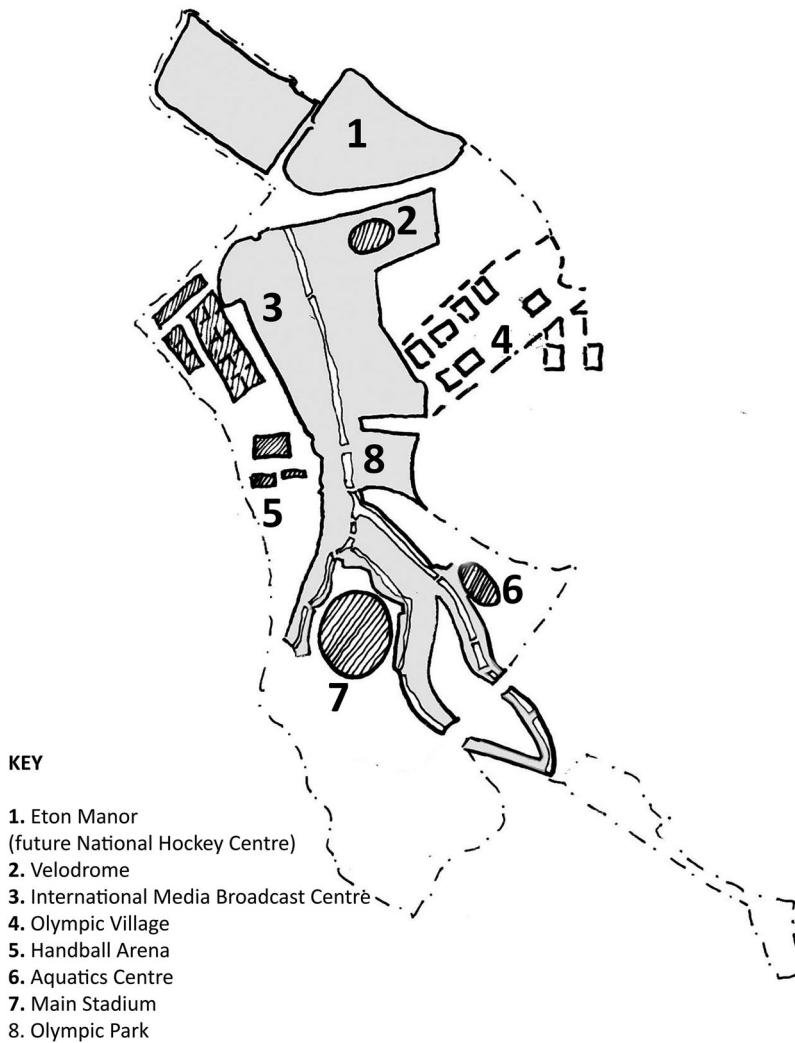 1
2
3
4
8
5
6
7
KEY
1. Eton Manor
(future National Hockey Centre)
2. Velodrome
3. International Media Broadcast Centre
4. Olympic Village
5. Handball Arena
6. Aquatics Centre
7. Main Stadium
8. Olympic Park